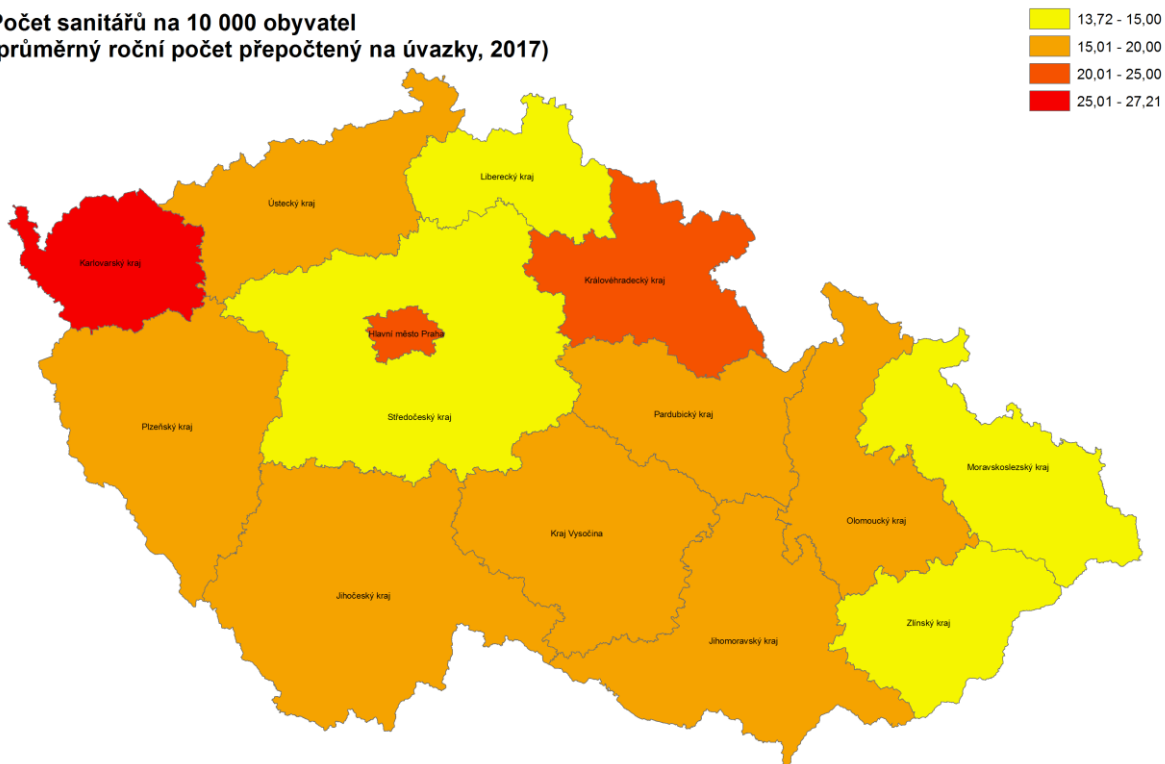 Počet sanitářů na 10 000 obyvatel
(průměrný roční počet přepočtený na úvazky, 2017)
13,72 - 15,00
15,01 - 20,00
20,01 - 25,00
25,01 - 27,21
Liberecký kraj
Ústecký kraj
Karlovarský kraj
Královéhradecký kraj
Hlavní město Praha
Středočeský kraj
Pardubický kraj
Plzeňský kraj
Moravskoslezský kraj
Olomoucký kraj
Kraj Vysočina
Jihočeský kraj
Zlínský kraj
Jihomoravský kraj